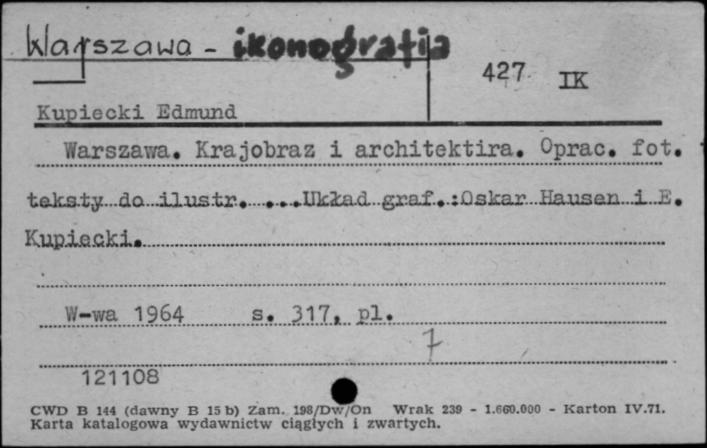 Warszawa - ikonografia
427 IK
Kupiecki Edmund
Warszawa. Krajobraz i architektira. Oprac. fot.
teksty do ilustr. ...Układ graf.:Oskar Hausen i E.
Kupiecki.
W-wa 1964 s. 317, pl.
7
121108
CWD B 144 (dawny B 15 b) Zam. 198/Dw/On Wrak 239 - 1.660.000 - Karton IV.71.
Karta katalogowa wydawnictw ciągłych i zwartych.